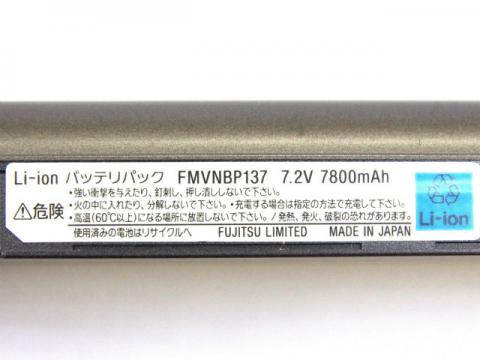 Li-ion バッテリパック FMVNBP137 7.2V 7800mAh
・強い衝撃を与えたり、釘刺し、押し潰ししないで下さい。
危険 ・火の中に入れたり、分解しないで下さい。・充電する場合は指定の方法で充電して下さい。
・高温(60℃以上)になる場所に放置しないで下さい。/発熱、発火、破裂の恐れがあります。
使用済みの電池はリサイクルへ FUJITSU LIMITED MADE IN JAPAN
Li-ion